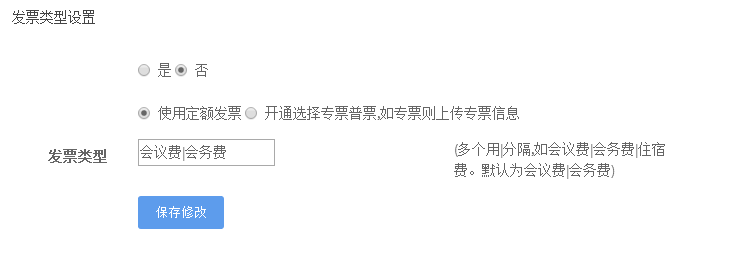 发票类型设置
是 否
使用定额发票 开通选择专票普票,如专票则上传专票信息
发票类型 会议费|会务费 (多个用|分隔,如会议费|会务费|住宿
费。默认为会议费|会务费)
保存修改